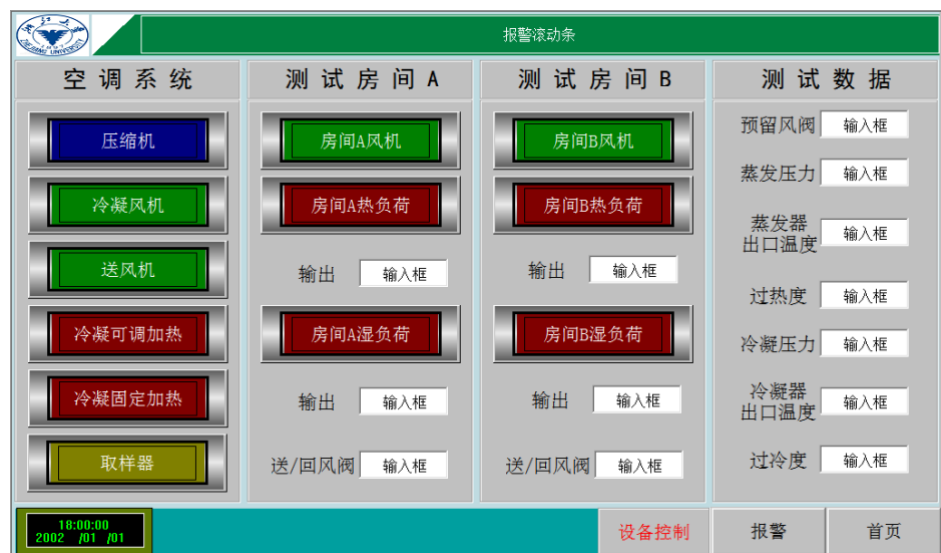 浙江大学
ZHEJIANG UNIVERSITY
报警滚动条
空调系统
压缩机
冷凝风机
送风机
冷凝可调加热
冷凝固定加热
取样器
测试房间A
房间A风机
房间A热负荷
输出 输入框
房间A湿负荷
输出 输入框
送/回风阀 输入框
测试房间B
房间B风机
房间B热负荷
输出 输入框
房间B湿负荷
输出 输入框
送/回风阀 输入框
测试数据
预留风阀 输入框
蒸发压力 输入框
蒸发器
出口温度 输入框
过热度 输入框
冷凝压力 输入框
冷凝器
出口温度 输入框
过冷度 输入框
18:00:00
2002 /01 /01
设备控制
报警
首页